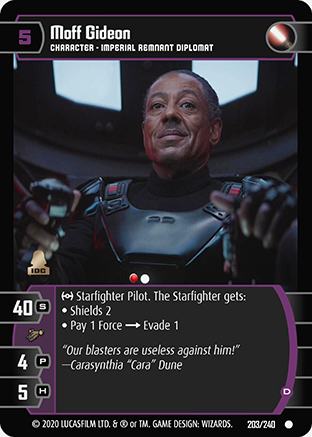 5 Moff Gideon
CHARACTER - IMPERIAL REMNANT DIPLOMAT
IDC
40 S
Starfighter Pilot. The Starfighter gets:
• Shields 2
• Pay 1 Force → Evade 1
4 P
“Our blasters are useless against him!”
—Carasynthia “Cara” Dune
5 H
D
© 2020 LUCASFILM LTD. & ® or TM. GAME DESIGN: WIZARDS. 203/240